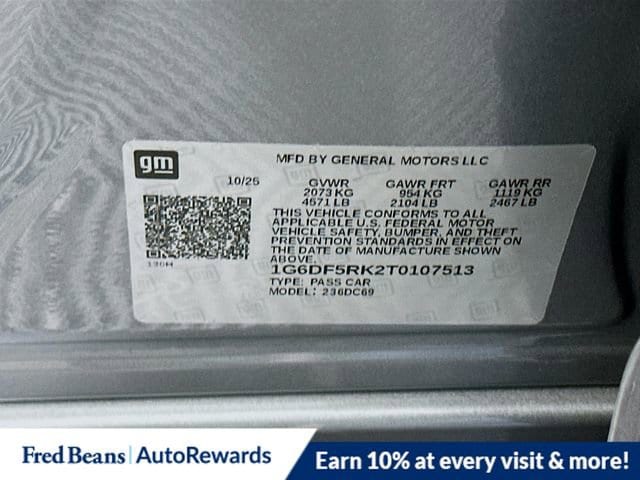 gm
MFD BY GENERAL MOTORS LLC
10/25
GVWR GAWR FRT GAWR RR
2073 KG 954 KG 1119 KG
4571 LB 2104 LB 2467 LB
THIS VEHICLE CONFORMS TO ALL
APPLICABLE U.S. FEDERAL MOTOR
VEHICLE SAFETY, BUMPER, AND THEFT
PREVENTION STANDARDS IN EFFECT ON
THE DATE OF MANUFACTURE SHOWN
ABOVE.
130H
1G6DF5RK2T0107513
TYPE: PASS CAR
MODEL: 236DC69
Fred Beans | AutoRewards
Earn 10% at every visit & more!